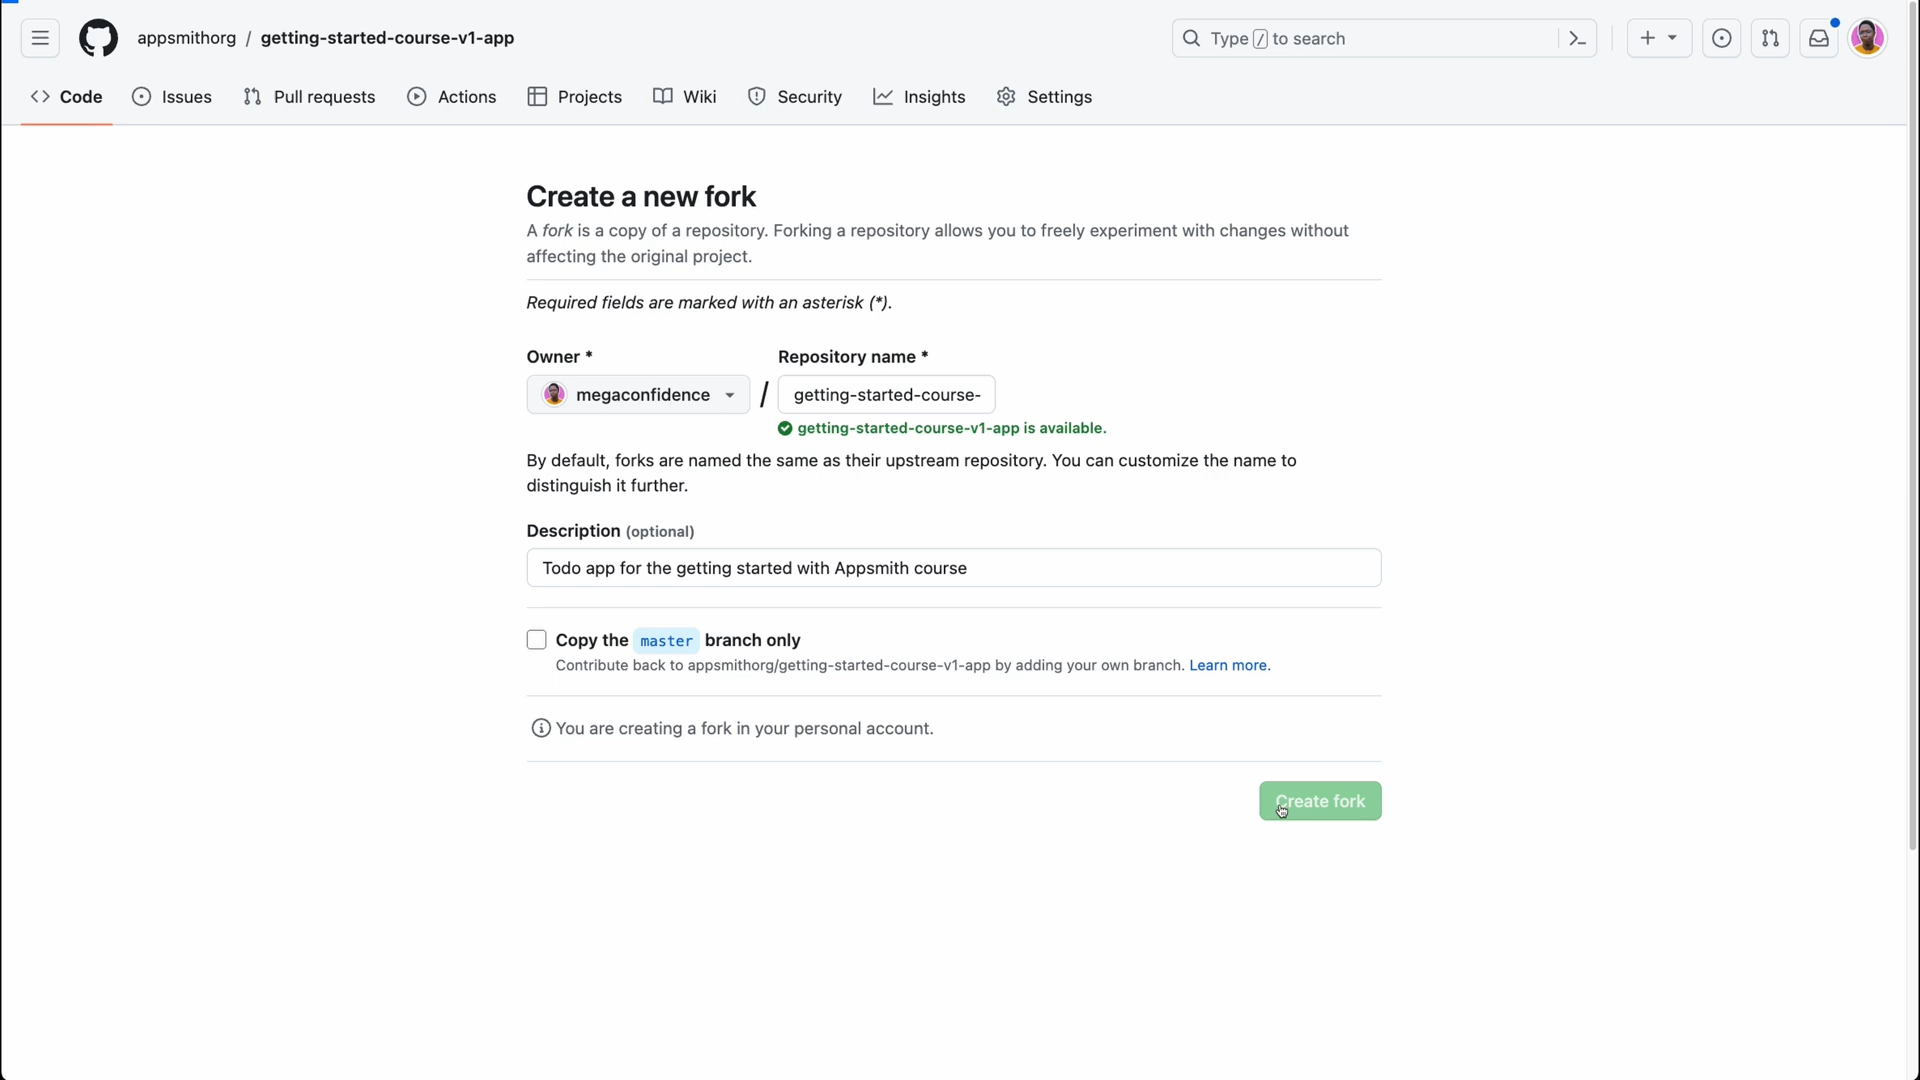 appsmithorg / getting-started-course-v1-app
Type / to search
Code
Issues
Pull requests
Actions
Projects
Wiki
Security
Insights
Settings
Create a new fork
A fork is a copy of a repository. Forking a repository allows you to freely experiment with changes without
affecting the original project.
Required fields are marked with an asterisk (*).
Owner *
Repository name *
megaconfidence
/
getting-started-course-
getting-started-course-v1-app is available.
By default, forks are named the same as their upstream repository. You can customize the name to
distinguish it further.
Description (optional)
Todo app for the getting started with Appsmith course
Copy the master branch only
Contribute back to appsmithorg/getting-started-course-v1-app by adding your own branch. Learn more.
You are creating a fork in your personal account.
Create fork